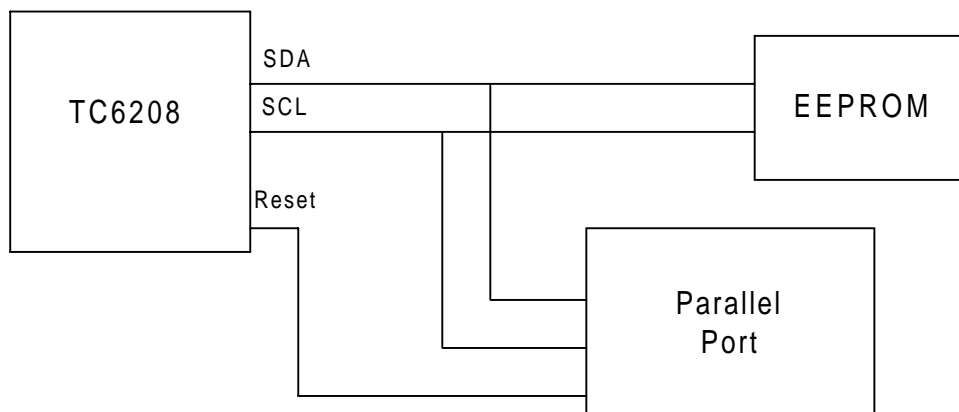 SDA
TC6208
SCL
EEPROM
Reset
Parallel
Port